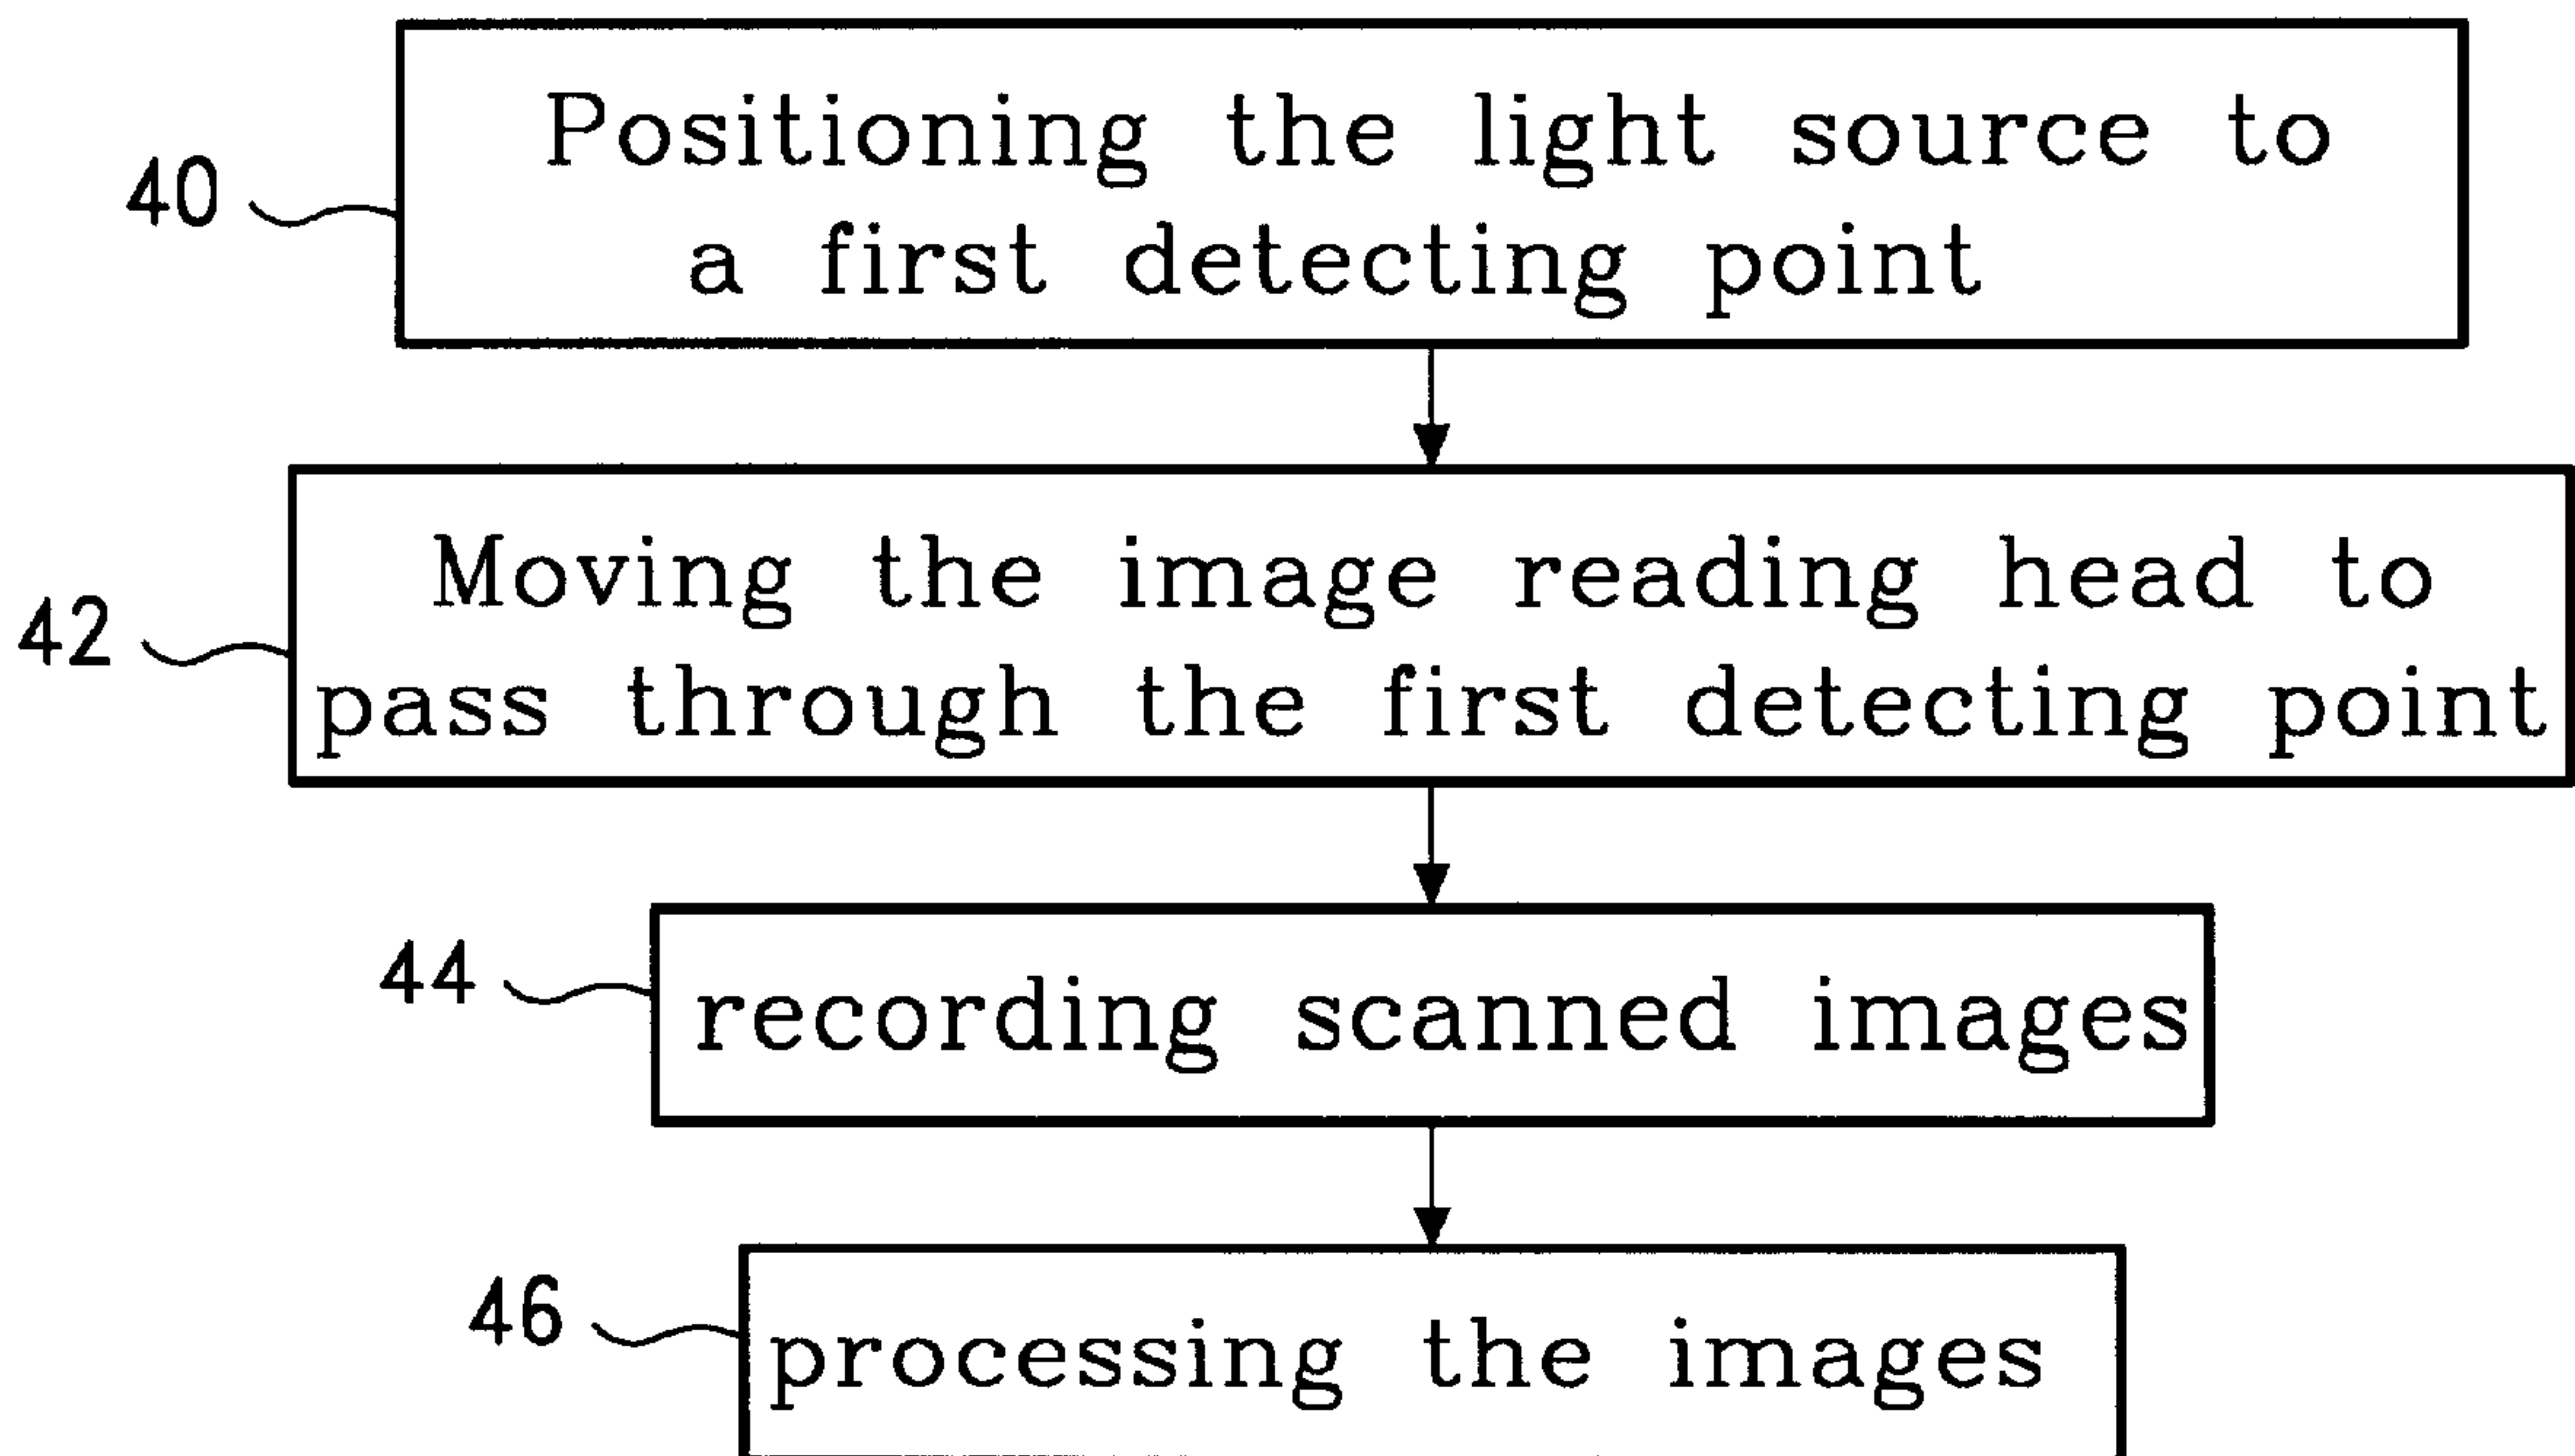 40
Positioning the light source to
a first detecting point
42
Moving the image reading head to
pass through the first detecting point
44
recording scanned images
46
processing the images